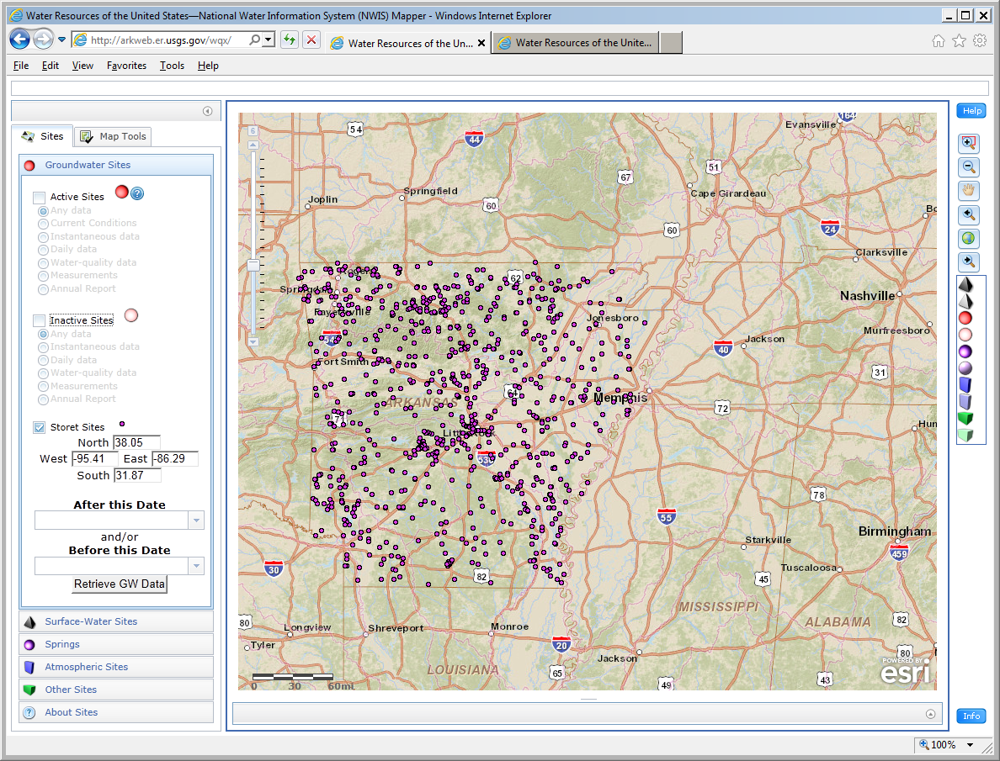 Water Resources of the United States—National Water Information System (NWIS) Mapper - Windows Internet Explorer
http://arkweb.er.usgs.gov/wqx/
Water Resources of the Un...
Water Resources of the Unite...
File Edit View Favorites Tools Help
Sites
Map Tools
Groundwater Sites
Active Sites
Any data
Current Conditions
Instantaneous data
Daily data
Water-quality data
Measurements
Annual Report
Inactive Sites
Any data
Instantaneous data
Daily data
Water-quality data
Measurements
Annual Report
Storet Sites
North 38.05
West -95.41 East -86.29
South 31.87
After this Date
and/or
Before this Date
Retrieve GW Data
Surface-Water Sites
Springs
Atmospheric Sites
Other Sites
About Sites
6
54
44
Evansville
164
67
51
Springfield
Joplin
60
Cape Girardeau
60
24
Clarksville
62
Nashville
Jonesboro
Murfreesboro
Fayetteville
Jackson
40
Fort Smith
31
64
Memphis
ARKANSAS
72
71
Hun
530
78
55
Starkville
Birmingham
459
30
Tuscaloosa
82
45
MISSISSIPPI
80
Longview
Shreveport
Monroe
ALABAMA
82
Tyler
20
Jackson
80
LOUISIANA
65
49
43
0 30 60mi
POWERED BY
esri
Help
Info
100%